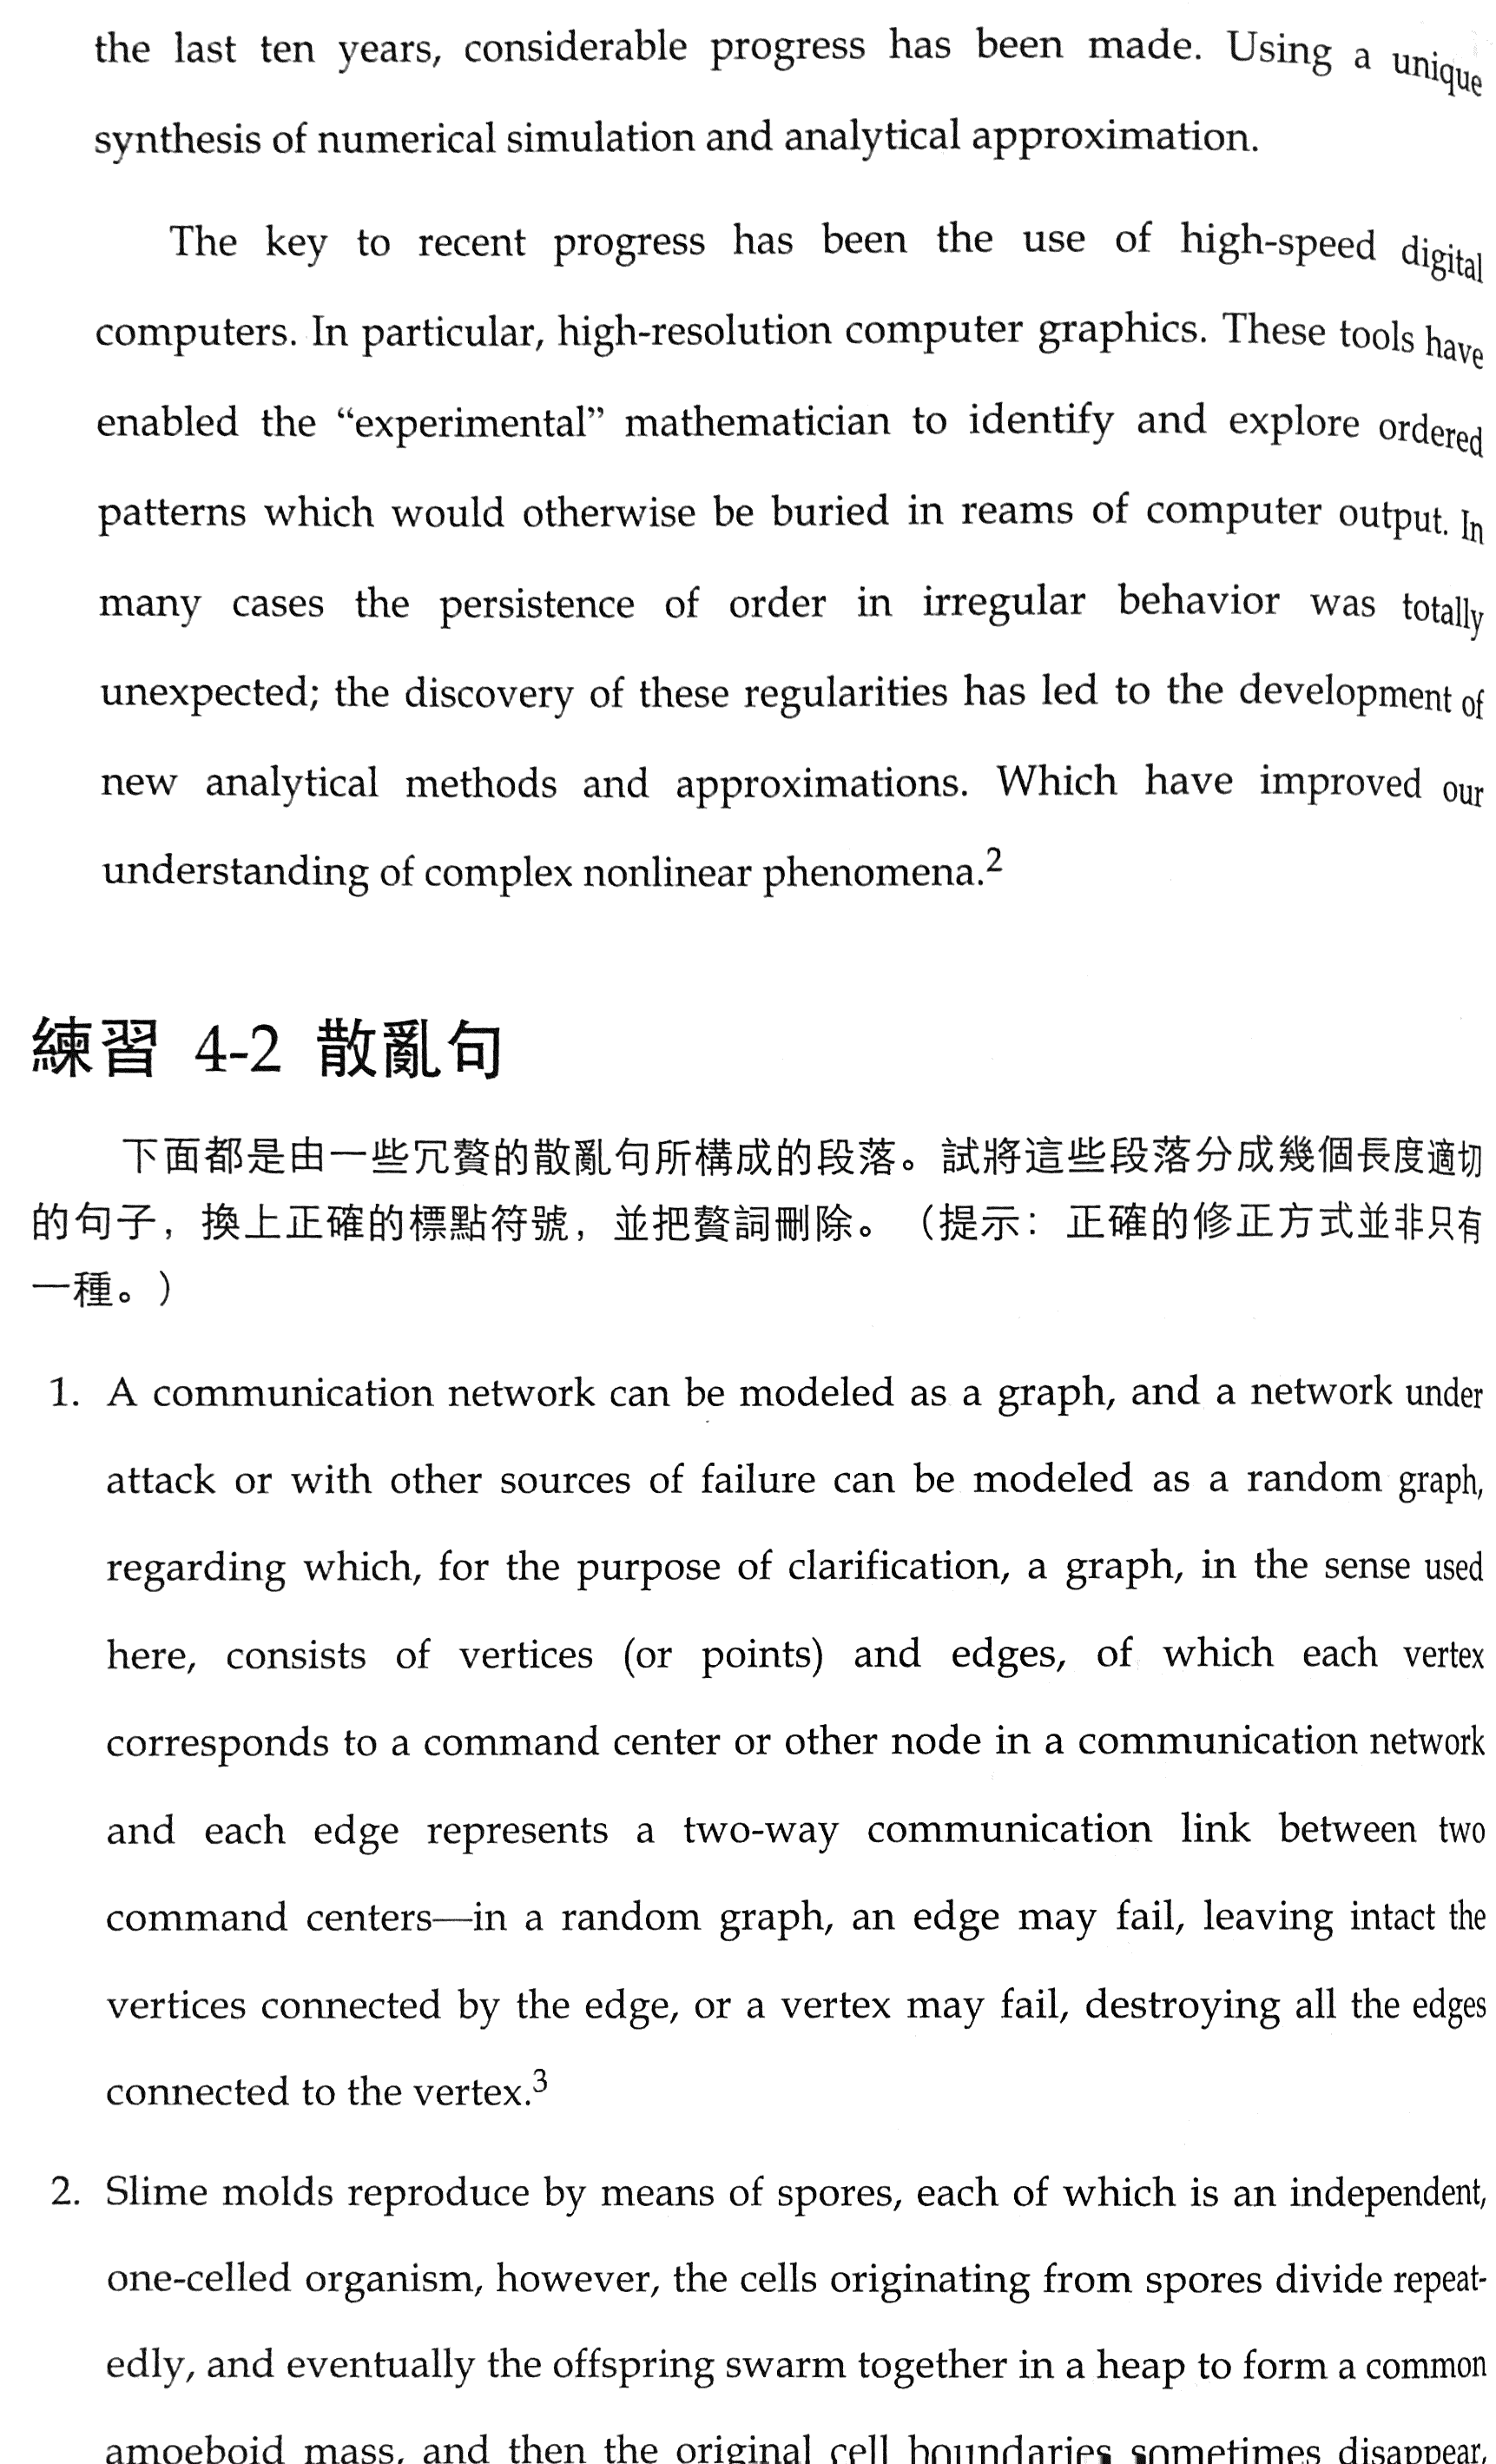 the last ten years, considerable progress has been made. Using a unique
synthesis of numerical simulation and analytical approximation.
The key to recent progress has been the use of high-speed digital
computers. In particular, high-resolution computer graphics. These tools have
enabled the “experimental” mathematician to identify and explore ordered
patterns which would otherwise be buried in reams of computer output. In
many cases the persistence of order in irregular behavior was totally
unexpected; the discovery of these regularities has led to the development of
new analytical methods and approximations. Which have improved our
understanding of complex nonlinear phenomena.²
練習 4-2 散亂句
下面都是由一些冗贅的散亂句所構成的段落。試將這些段落分成幾個長度適切
的句子，換上正確的標點符號，並把贅詞刪除。（提示：正確的修正方式並非只有
一種。）
1. A communication network can be modeled as a graph, and a network under
attack or with other sources of failure can be modeled as a random graph,
regarding which, for the purpose of clarification, a graph, in the sense used
here, consists of vertices (or points) and edges, of which each vertex
corresponds to a command center or other node in a communication network
and each edge represents a two-way communication link between two
command centers—in a random graph, an edge may fail, leaving intact the
vertices connected by the edge, or a vertex may fail, destroying all the edges
connected to the vertex.³
2. Slime molds reproduce by means of spores, each of which is an independent,
one-celled organism, however, the cells originating from spores divide repeat-
edly, and eventually the offspring swarm together in a heap to form a common
amoeboid mass, and then the original cell boundaries sometimes disappear,